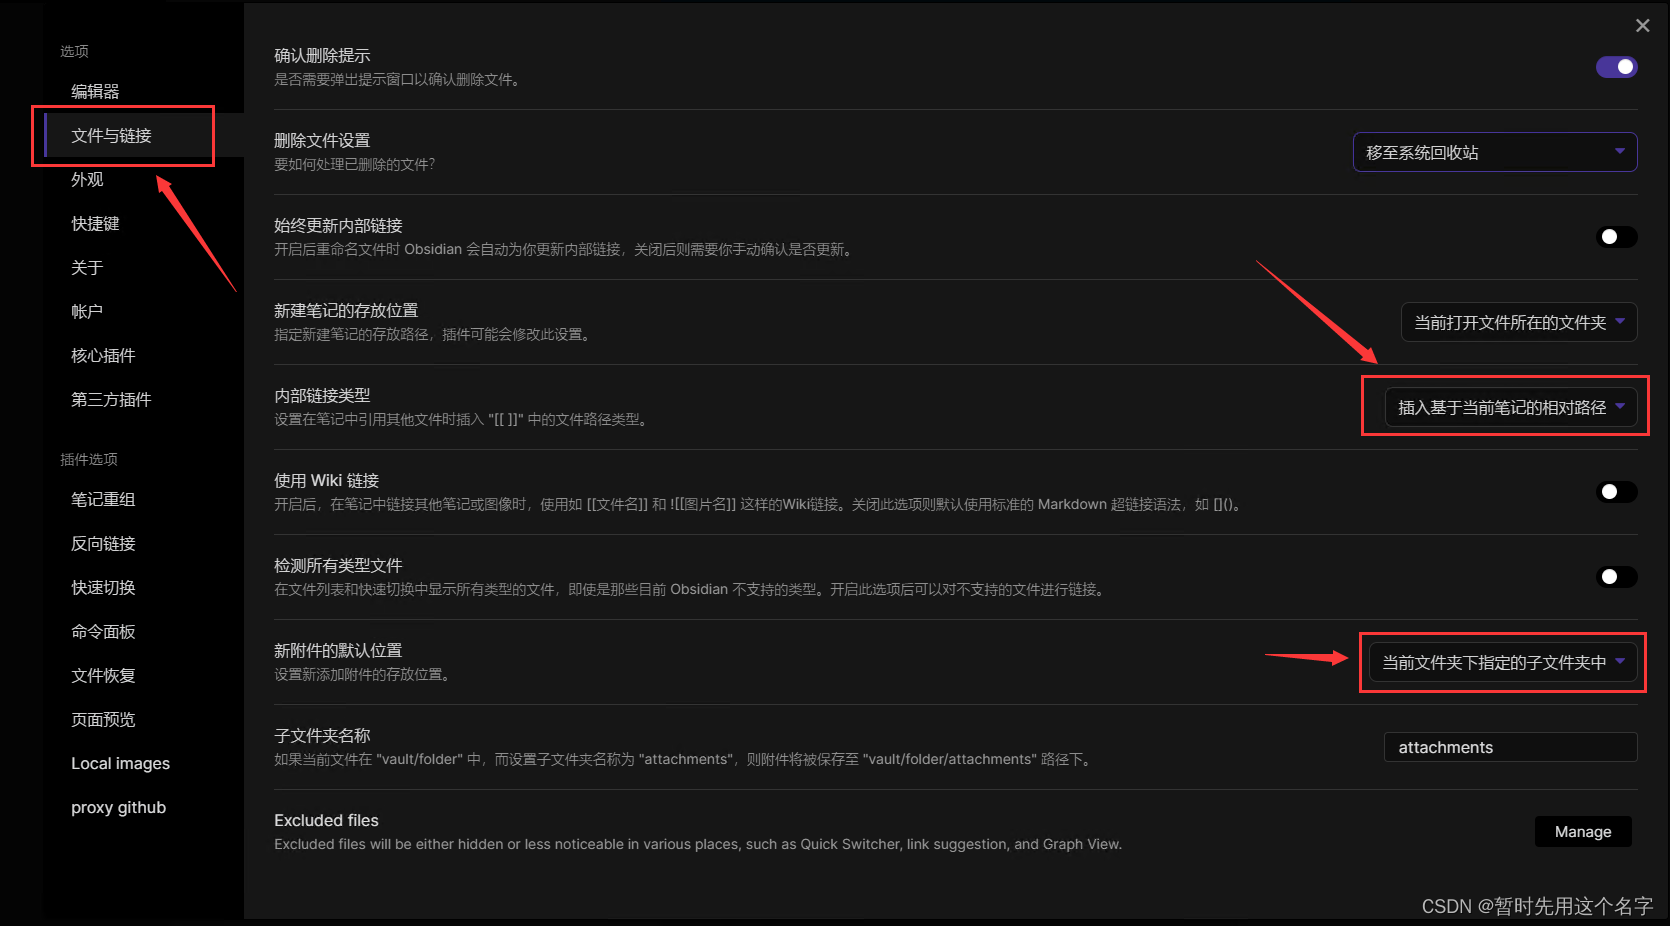 选项
编辑器
文件与链接
外观
快捷键
关于
帐户
核心插件
第三方插件
插件选项
笔记重组
反向链接
快速切换
命令面板
文件恢复
页面预览
Local images
proxy github
确认删除提示
是否需要弹出提示窗口以确认删除文件。
删除文件设置
要如何处理已删除的文件?
移至系统回收站
始终更新内部链接
开启后重命名文件时 Obsidian 会自动为你更新内部链接，关闭后则需要你手动确认是否更新。
新建笔记的存放位置
指定新建笔记的存放路径，插件可能会修改此设置。
当前打开文件所在的文件夹
内部链接类型
设置在笔记中引用其他文件时插入 "[[ ]]" 中的文件路径类型。
插入基于当前笔记的相对路径
使用 Wiki 链接
开启后，在笔记中链接其他笔记或图像时，使用如 [[文件名]] 和 ![[图片名]] 这样的Wiki链接。关闭此选项则默认使用标准的 Markdown 超链接语法，如 []()。
检测所有类型文件
在文件列表和快速切换中显示所有类型的文件，即使是那些目前 Obsidian 不支持的类型。开启此选项后可以对不支持的文件进行链接。
新附件的默认位置
设置新添加附件的存放位置。
当前文件夹下指定的子文件夹中
子文件夹名称
如果当前文件在 "vault/folder" 中，而设置子文件夹名称为 "attachments"，则附件将被保存至 "vault/folder/attachments" 路径下。
attachments
Excluded files
Excluded files will be either hidden or less noticeable in various places, such as Quick Switcher, link suggestion, and Graph View.
Manage
CSDN @暂时先用这个名字